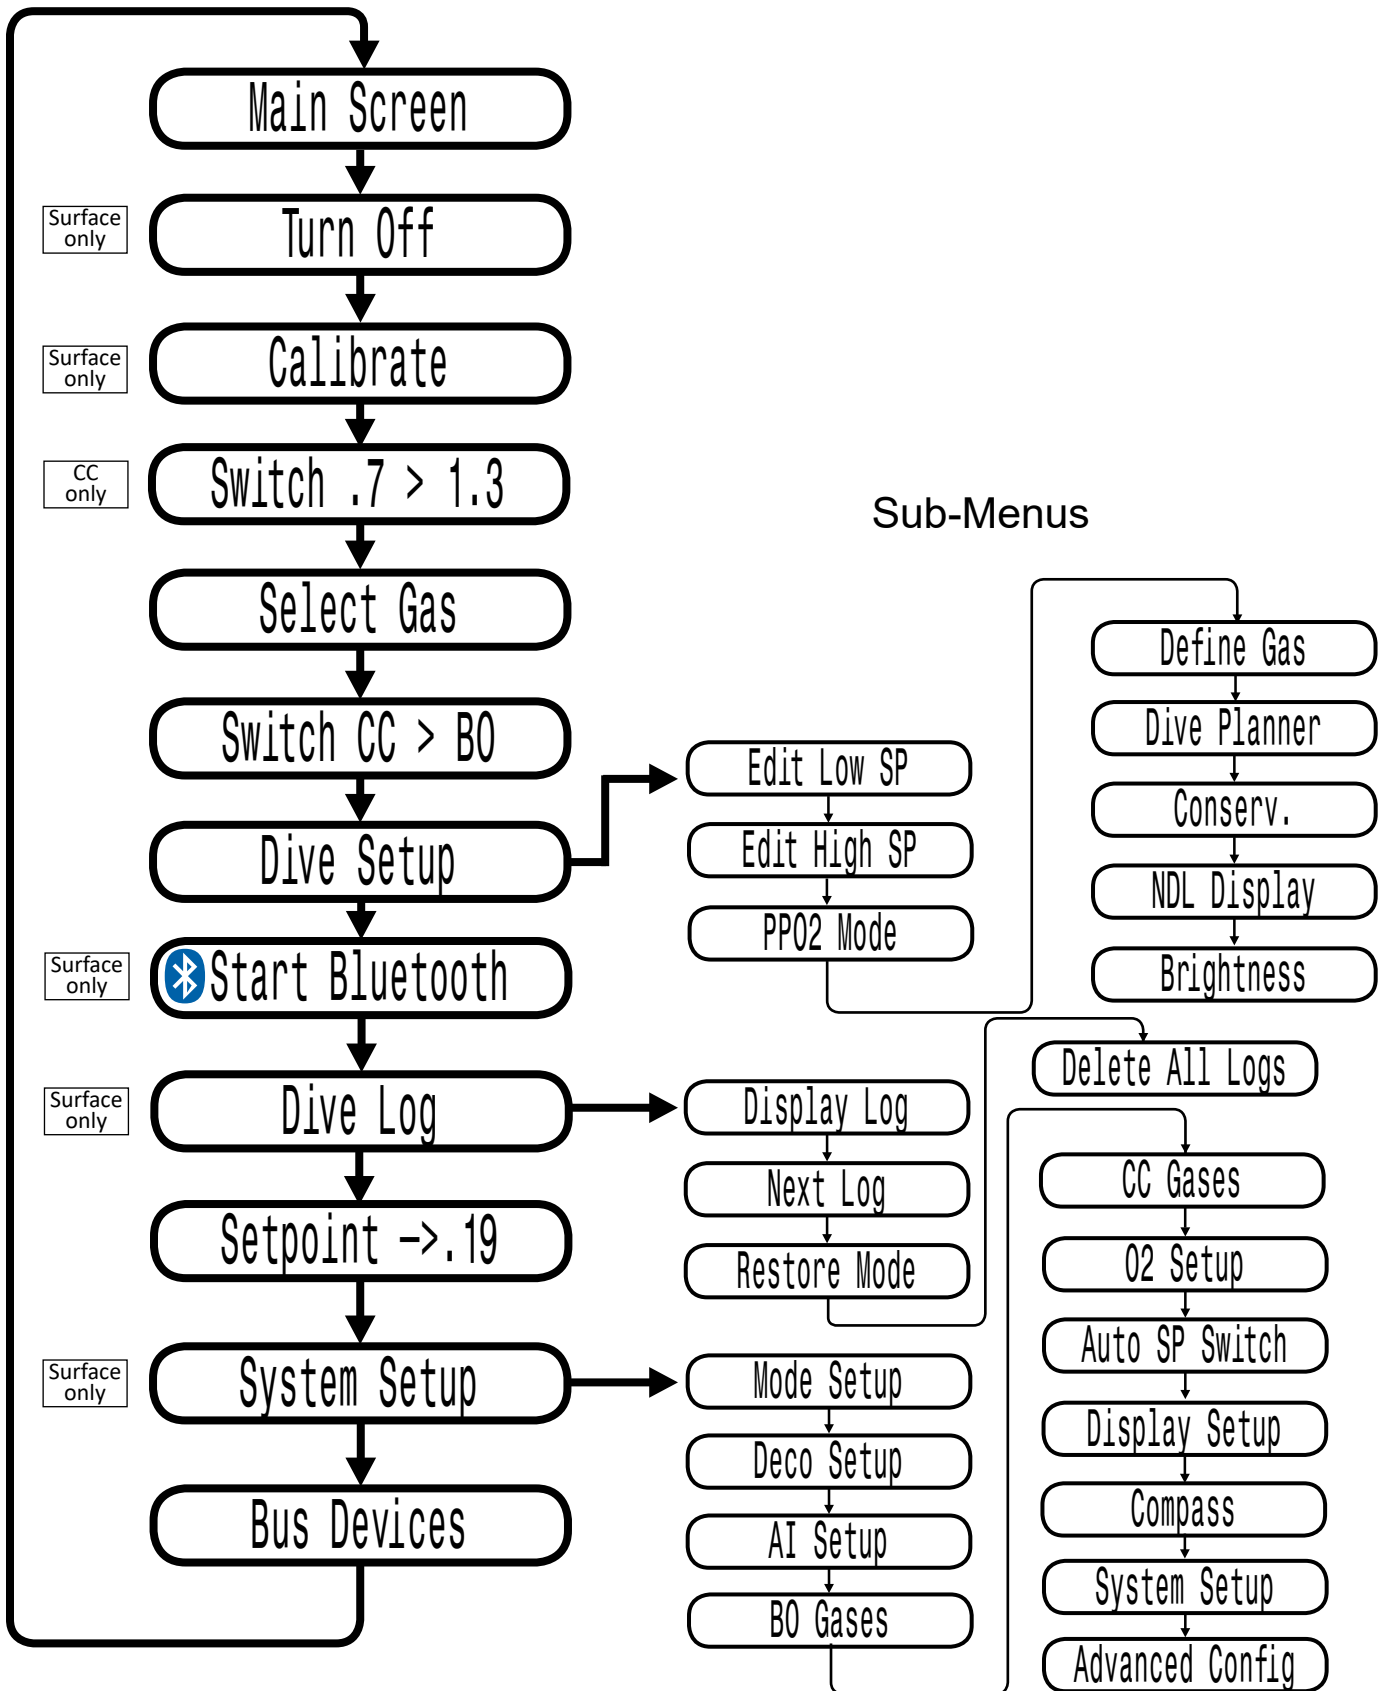 Main Screen
Surface
only
Turn Off
Surface
only
Calibrate
CC
only
Switch .7 > 1.3
Select Gas
Switch CC > BO
Dive Setup
Surface
only
Start Bluetooth
Surface
only
Dive Log
Setpoint –>.19
Surface
only
System Setup
Bus Devices
Sub-Menus
Edit Low SP
Edit High SP
PPO2 Mode
Define Gas
Dive Planner
Conserv.
NDL Display
Brightness
Display Log
Next Log
Restore Mode
Delete All Logs
Mode Setup
Deco Setup
AI Setup
BO Gases
CC Gases
O2 Setup
Auto SP Switch
Display Setup
Compass
System Setup
Advanced Config